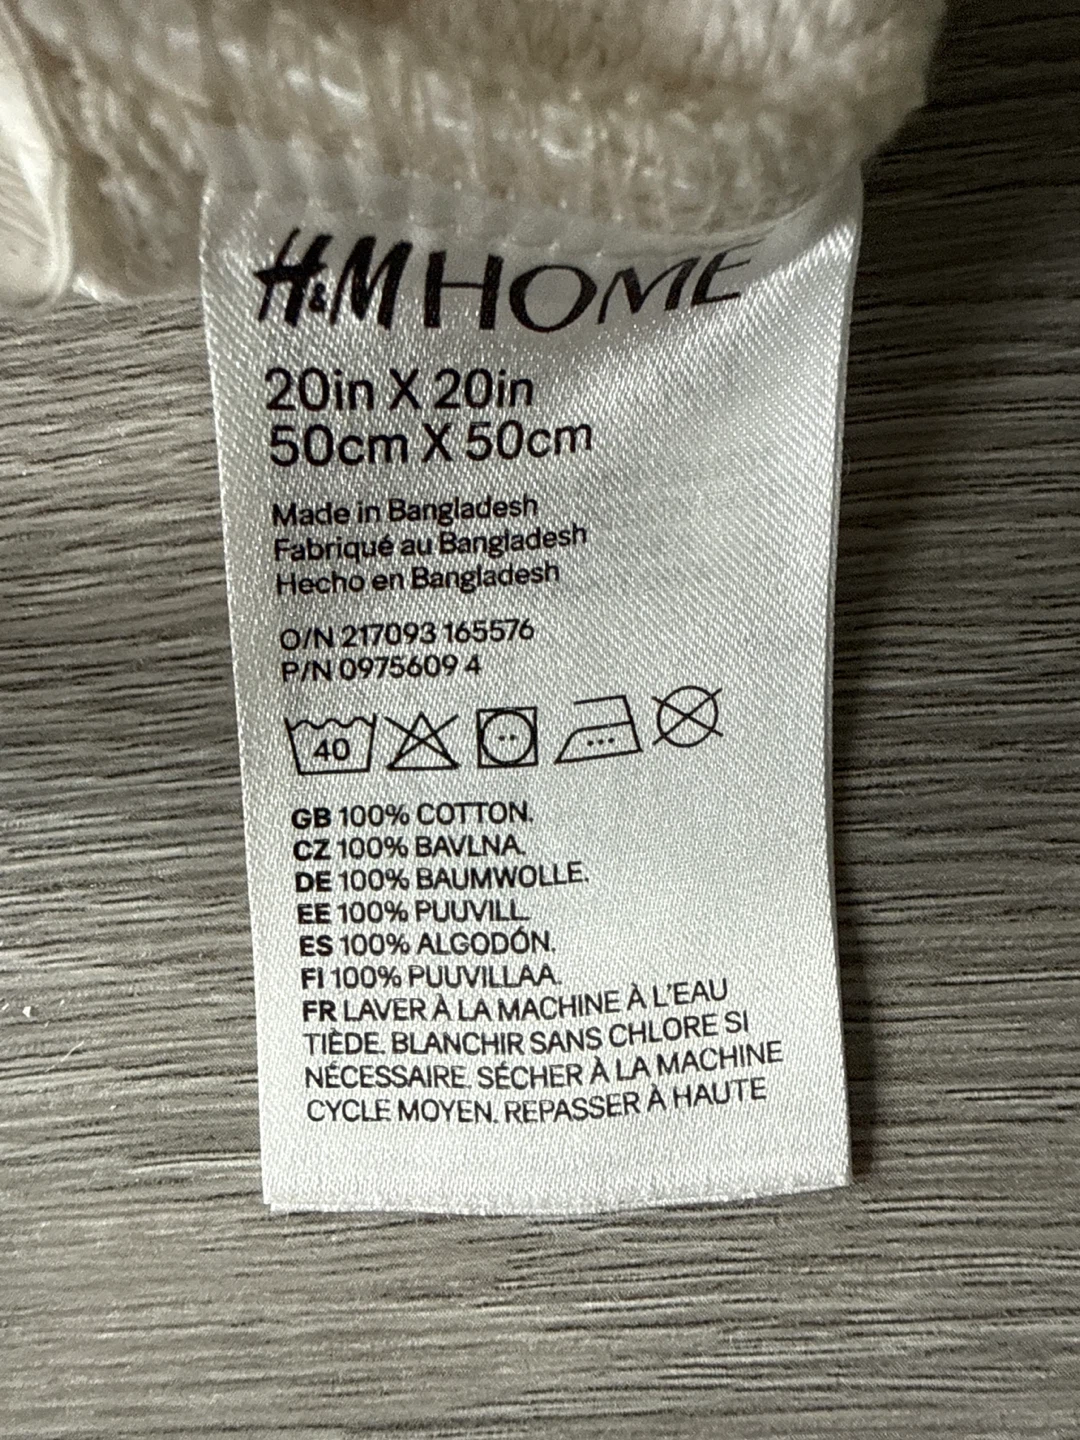 H&M HOME
20in X 20in
50cm X 50cm
Made in Bangladesh
Fabriqué au Bangladesh
Hecho en Bangladesh
O/N 217093 165576
P/N 0975609 4
40
GB 100% COTTON.
CZ 100% BAVLNA.
DE 100% BAUMWOLLE.
EE 100% PUUVILL.
ES 100% ALGODÓN.
FI 100% PUUVILLAA.
FR LAVER À LA MACHINE À L'EAU
TIÈDE. BLANCHIR SANS CHLORE SI
NÉCESSAIRE. SÉCHER À LA MACHINE
CYCLE MOYEN. REPASSER À HAUTE